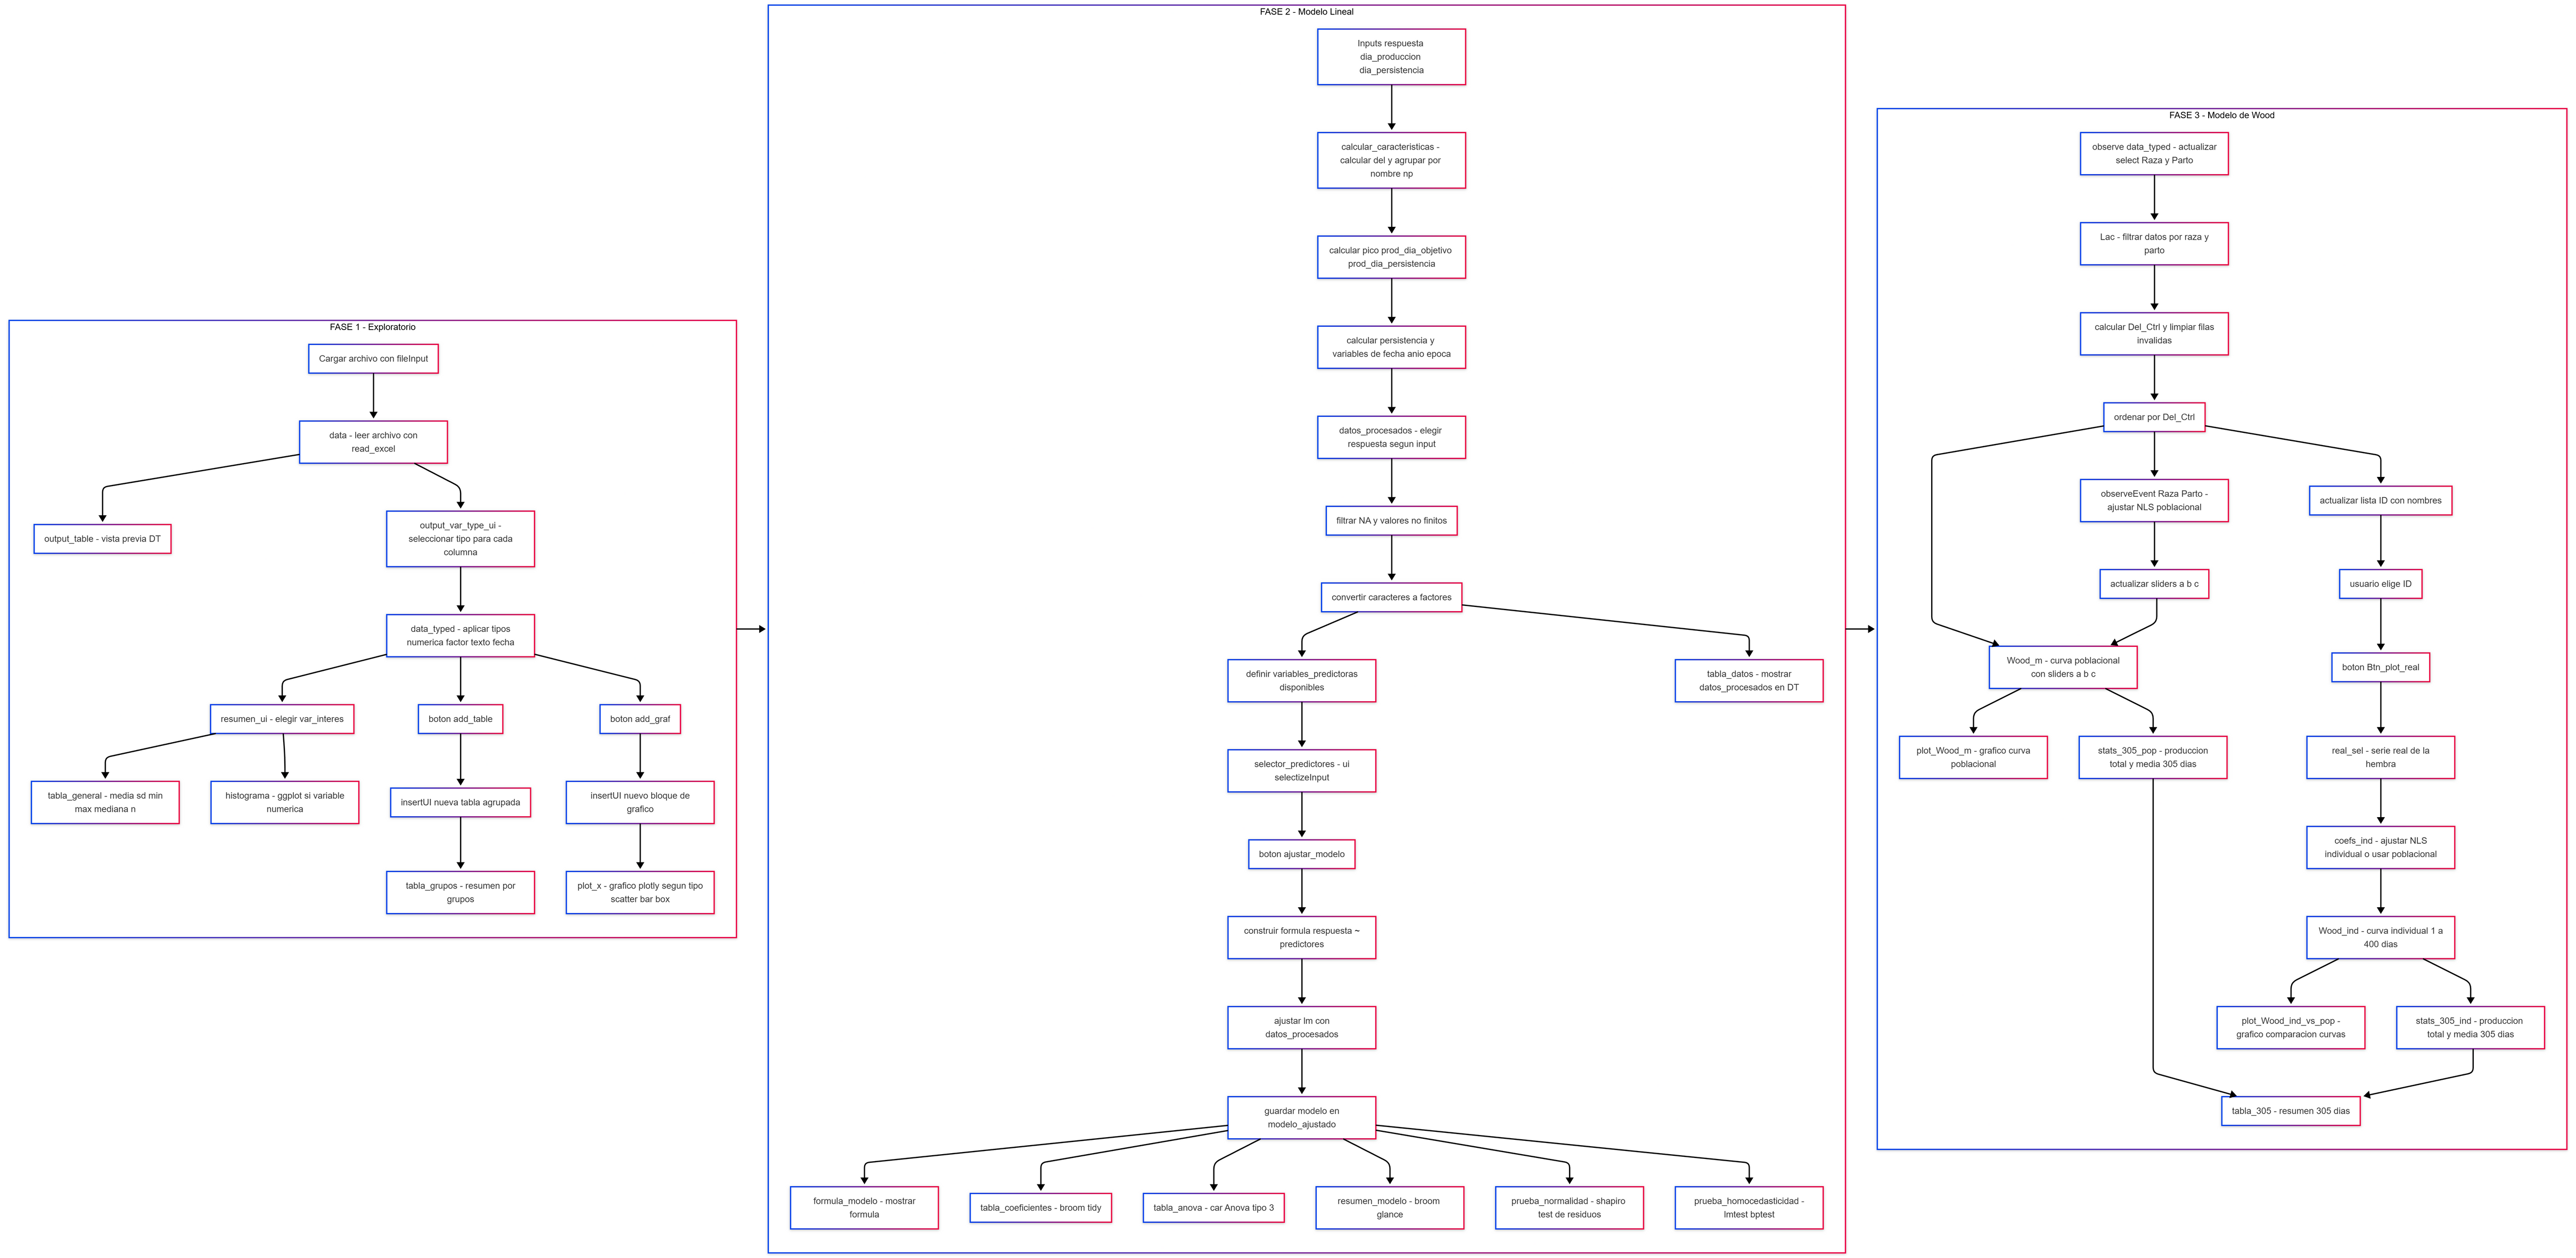 FASE 1 - Exploratorio
Cargar archivo con fileInput
data - leer archivo con
read_excel
output_table - vista previa DT
output_var_type_ui -
seleccionar tipo para cada
columna
data_typed - aplicar tipos
numerica factor texto fecha
resumen_ui - elegir var_interes
boton add_table
boton add_graf
tabla_general - media sd min
max mediana n
histograma - ggplot si variable
numerica
insertUI nueva tabla agrupada
insertUI nuevo bloque de
grafico
tabla_grupos - resumen por
grupos
plot_x - grafico plotly segun tipo
scatter bar box
FASE 2 - Modelo Lineal
Inputs respuesta
dia_produccion
dia_persistencia
calcular_caracteristicas -
calcular del y agrupar por
nombre np
calcular pico prod_dia_objetivo
prod_dia_persistencia
calcular persistencia y
variables de fecha anio epoca
datos_procesados - elegir
respuesta segun input
filtrar NA y valores no finitos
convertir caracteres a factores
definir variables_predictoras
disponibles
tabla_datos - mostrar
datos_procesados en DT
selector_predictores - ui
selectizeInput
boton ajustar_modelo
construir formula respuesta ~
predictores
ajustar lm con
datos_procesados
guardar modelo en
modelo_ajustado
formula_modelo - mostrar
formula
tabla_coeficientes - broom tidy
tabla_anova - car Anova tipo 3
resumen_modelo - broom
glance
prueba_normalidad - shapiro
test de residuos
prueba_homocedasticidad -
lmtest bptest
FASE 3 - Modelo de Wood
observe data_typed - actualizar
select Raza y Parto
Lac - filtrar datos por raza y
parto
calcular Del_Ctrl y limpiar filas
invalidas
ordenar por Del_Ctrl
observeEvent Raza Parto -
ajustar NLS poblacional
actualizar lista ID con nombres
actualizar sliders a b c
usuario elige ID
Wood_m - curva poblacional
con sliders a b c
boton Btn_plot_real
plot_Wood_m - grafico curva
poblacional
stats_305_pop - produccion
total y media 305 dias
real_sel - serie real de la
hembra
coefs_ind - ajustar NLS
individual o usar poblacional
Wood_ind - curva individual 1 a
400 dias
plot_Wood_ind_vs_pop -
grafico comparacion curvas
stats_305_ind - produccion
total y media 305 dias
tabla_305 - resumen 305 dias